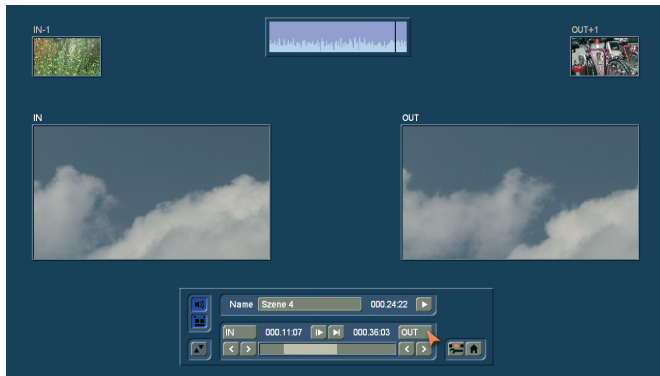 IN-1
OUT+1
IN
OUT
Name Szene 4 000.24:22
IN 000.11:07 000.36:03 OUT